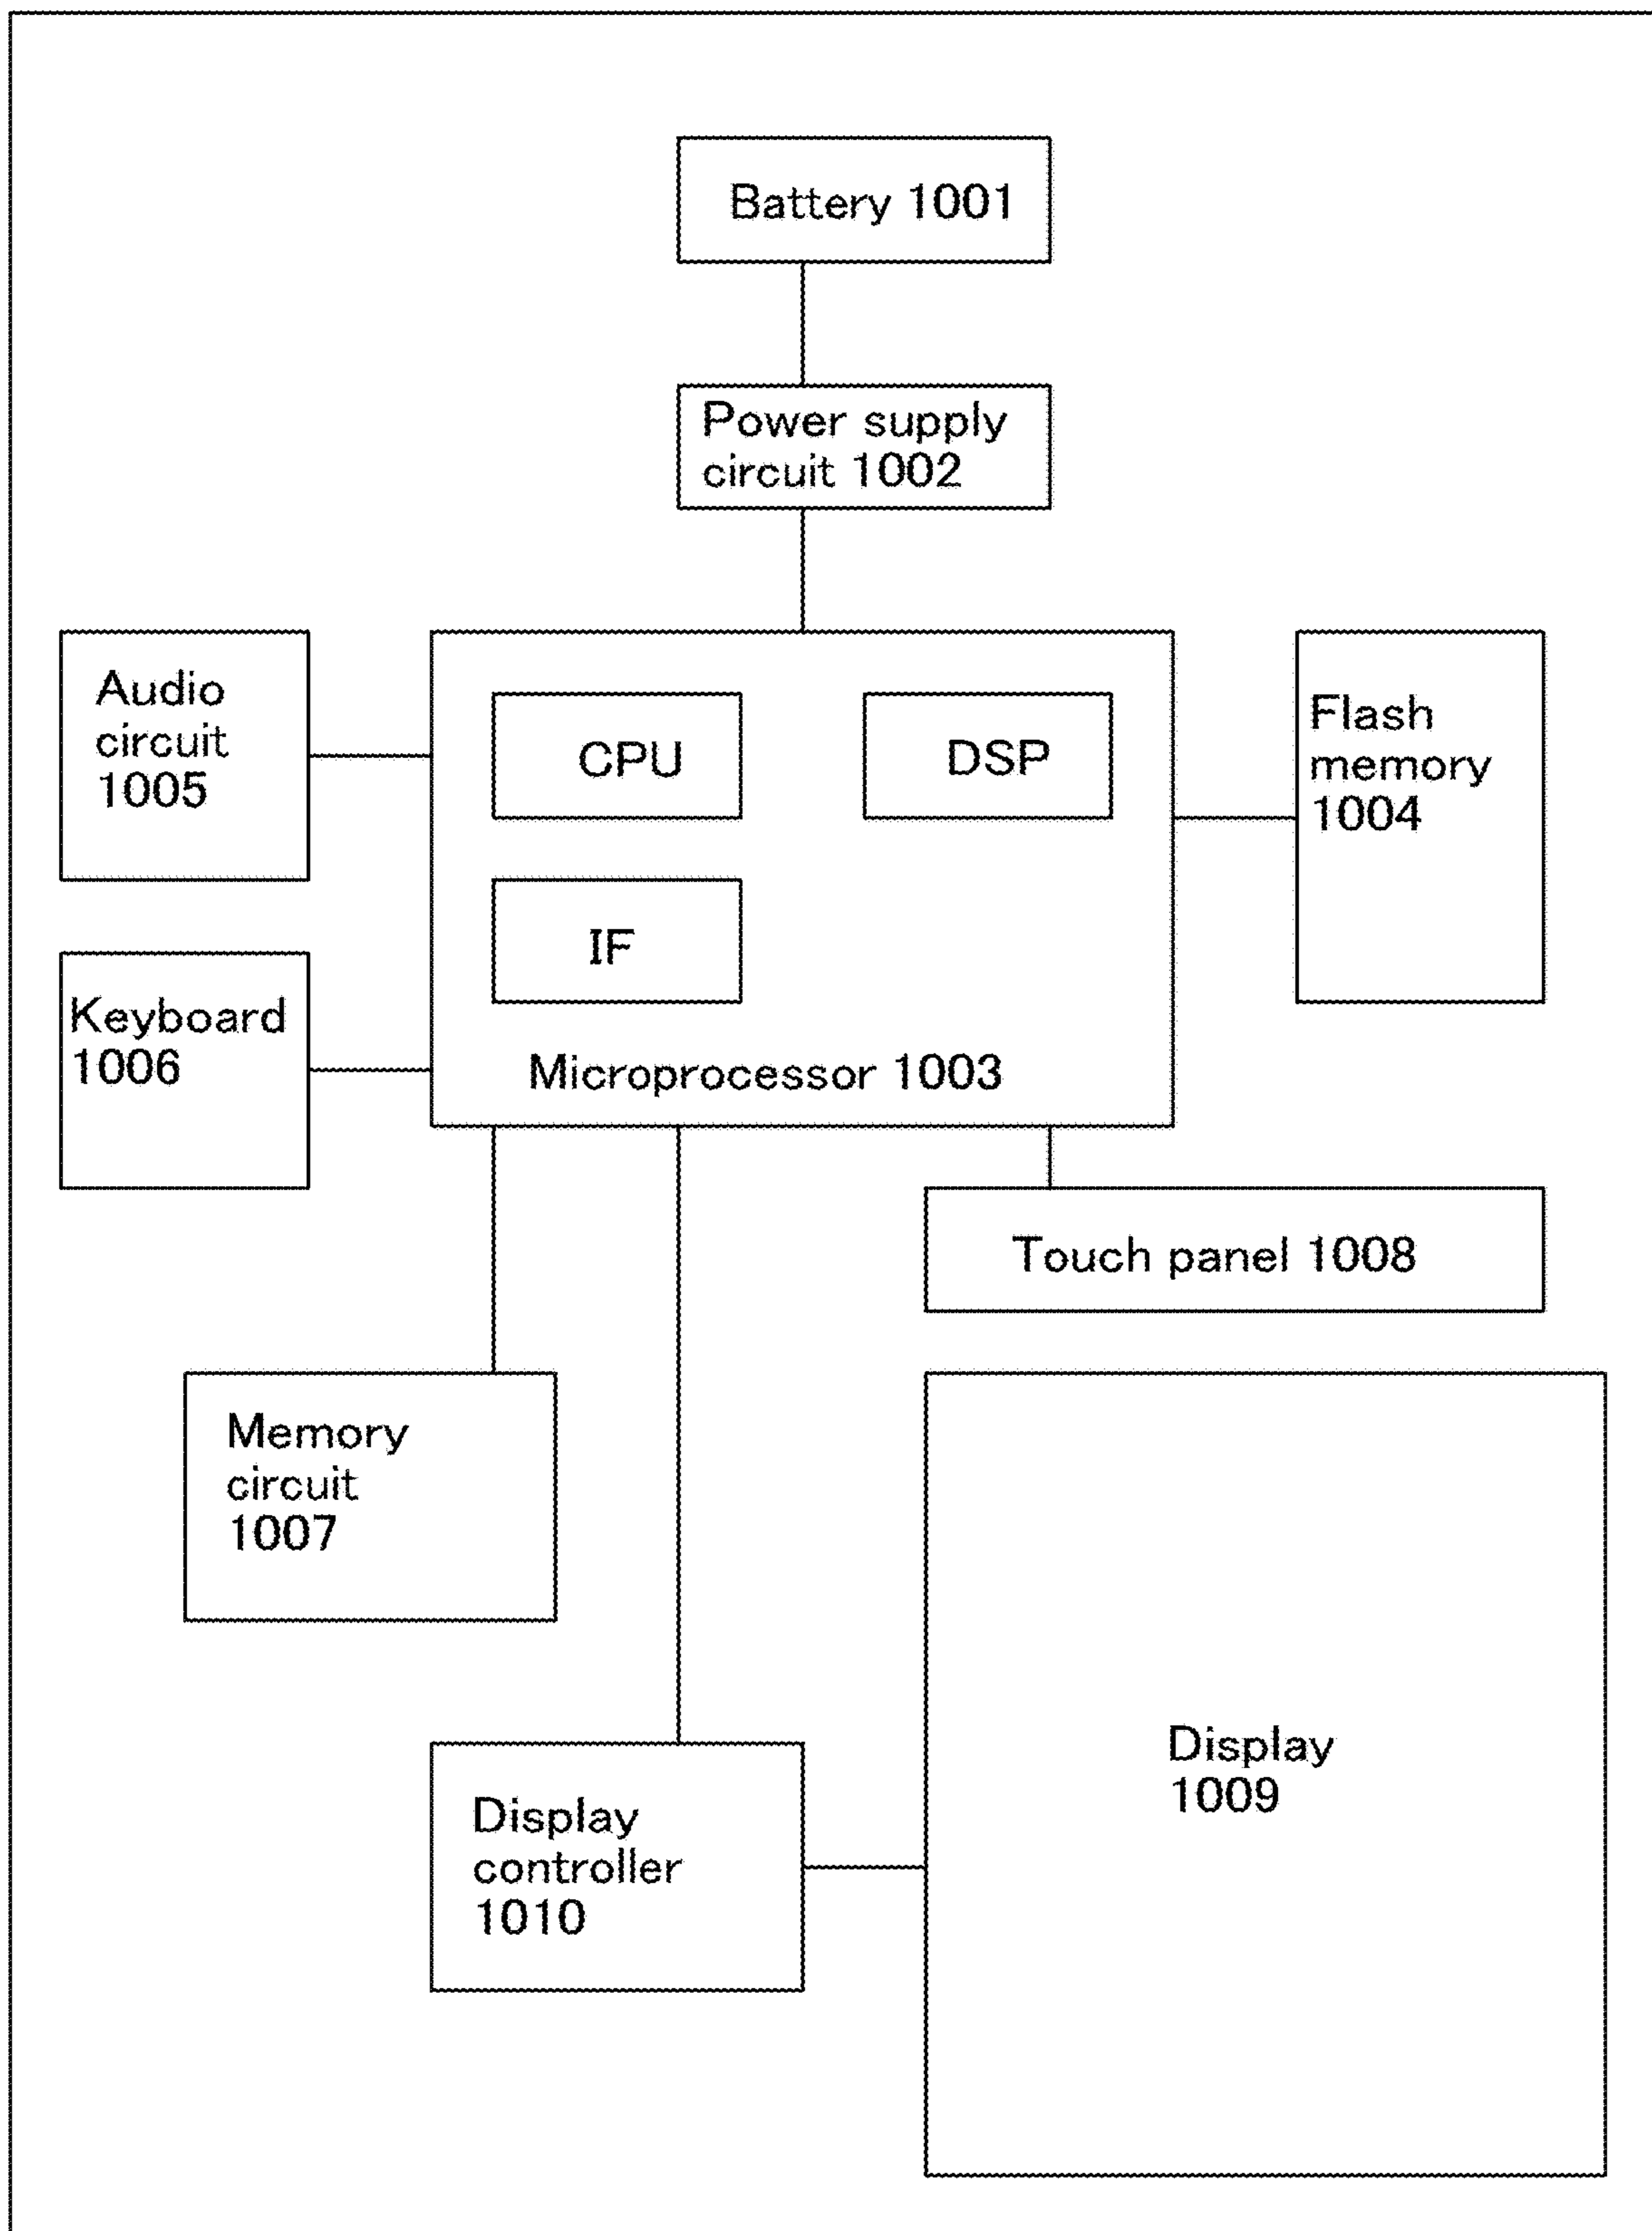 Battery 1001
Power supply
circuit 1002
Audio
circuit
1005
CPU
DSP
Flash
memory
1004
IF
Keyboard
1006
Microprocessor 1003
Touch panel 1008
Memory
circuit
1007
Display
1009
Display
controller
1010